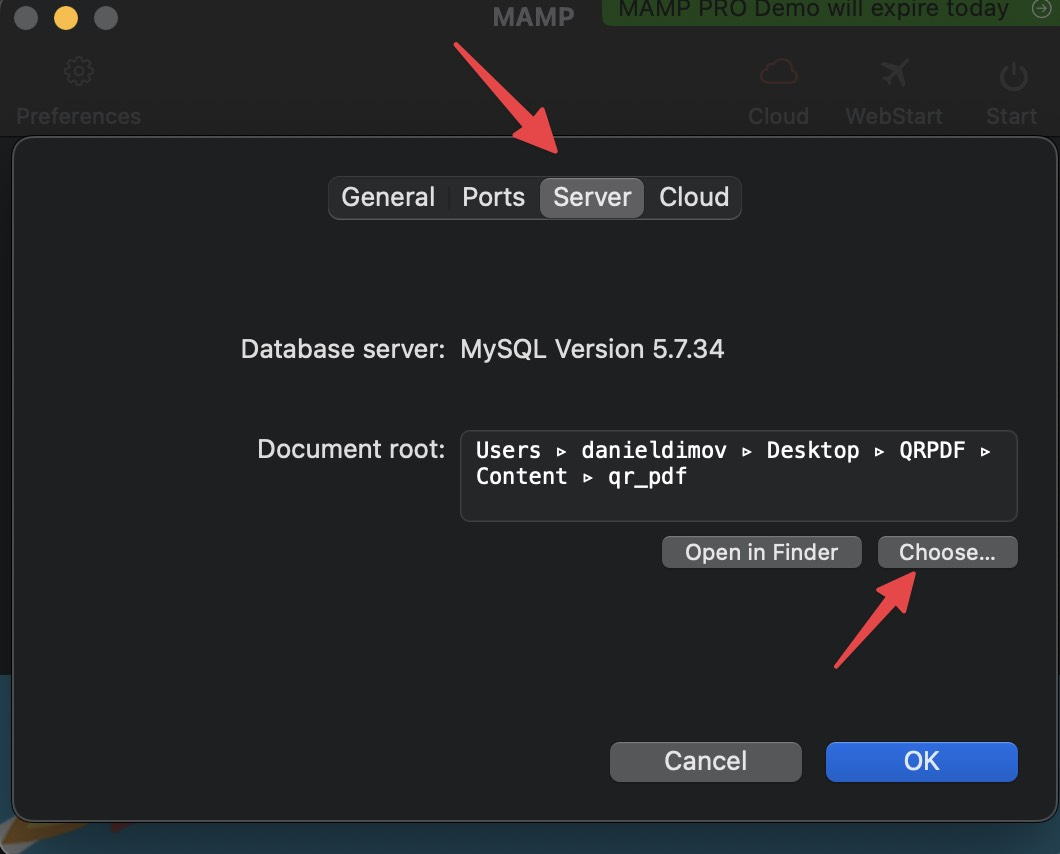 MAMP
MAMP PRO Demo will expire today
Preferences
Cloud
WebStart
Start
General
Ports
Server
Cloud
Database server: MySQL Version 5.7.34
Document root: Users ▹ danieldimov ▹ Desktop ▹ QRPDF ▹
Content ▹ qr_pdf
Open in Finder
Choose...
Cancel
OK